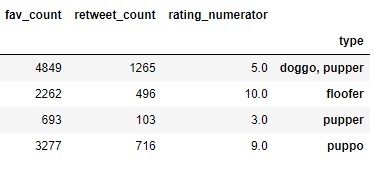 fav_count retweet_count rating_numerator
type
4849 1265 5.0 doggo, pupper
2262 496 10.0 floofer
693 103 3.0 pupper
3277 716 9.0 puppo